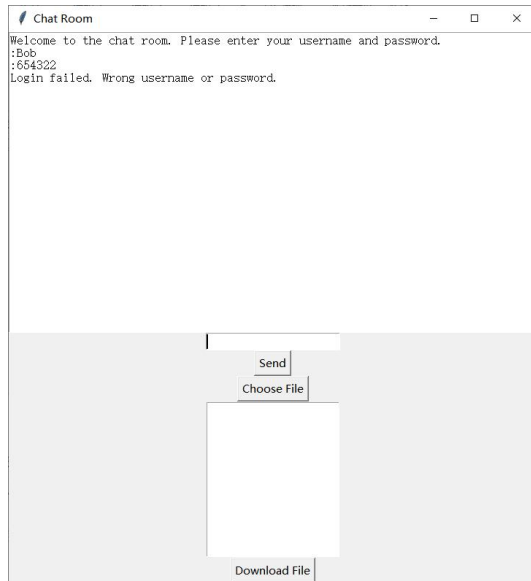 Chat Room
Welcome to the chat room. Please enter your username and password.
:Bob
:654322
Login failed. Wrong username or password.
Send
Choose File
Download File